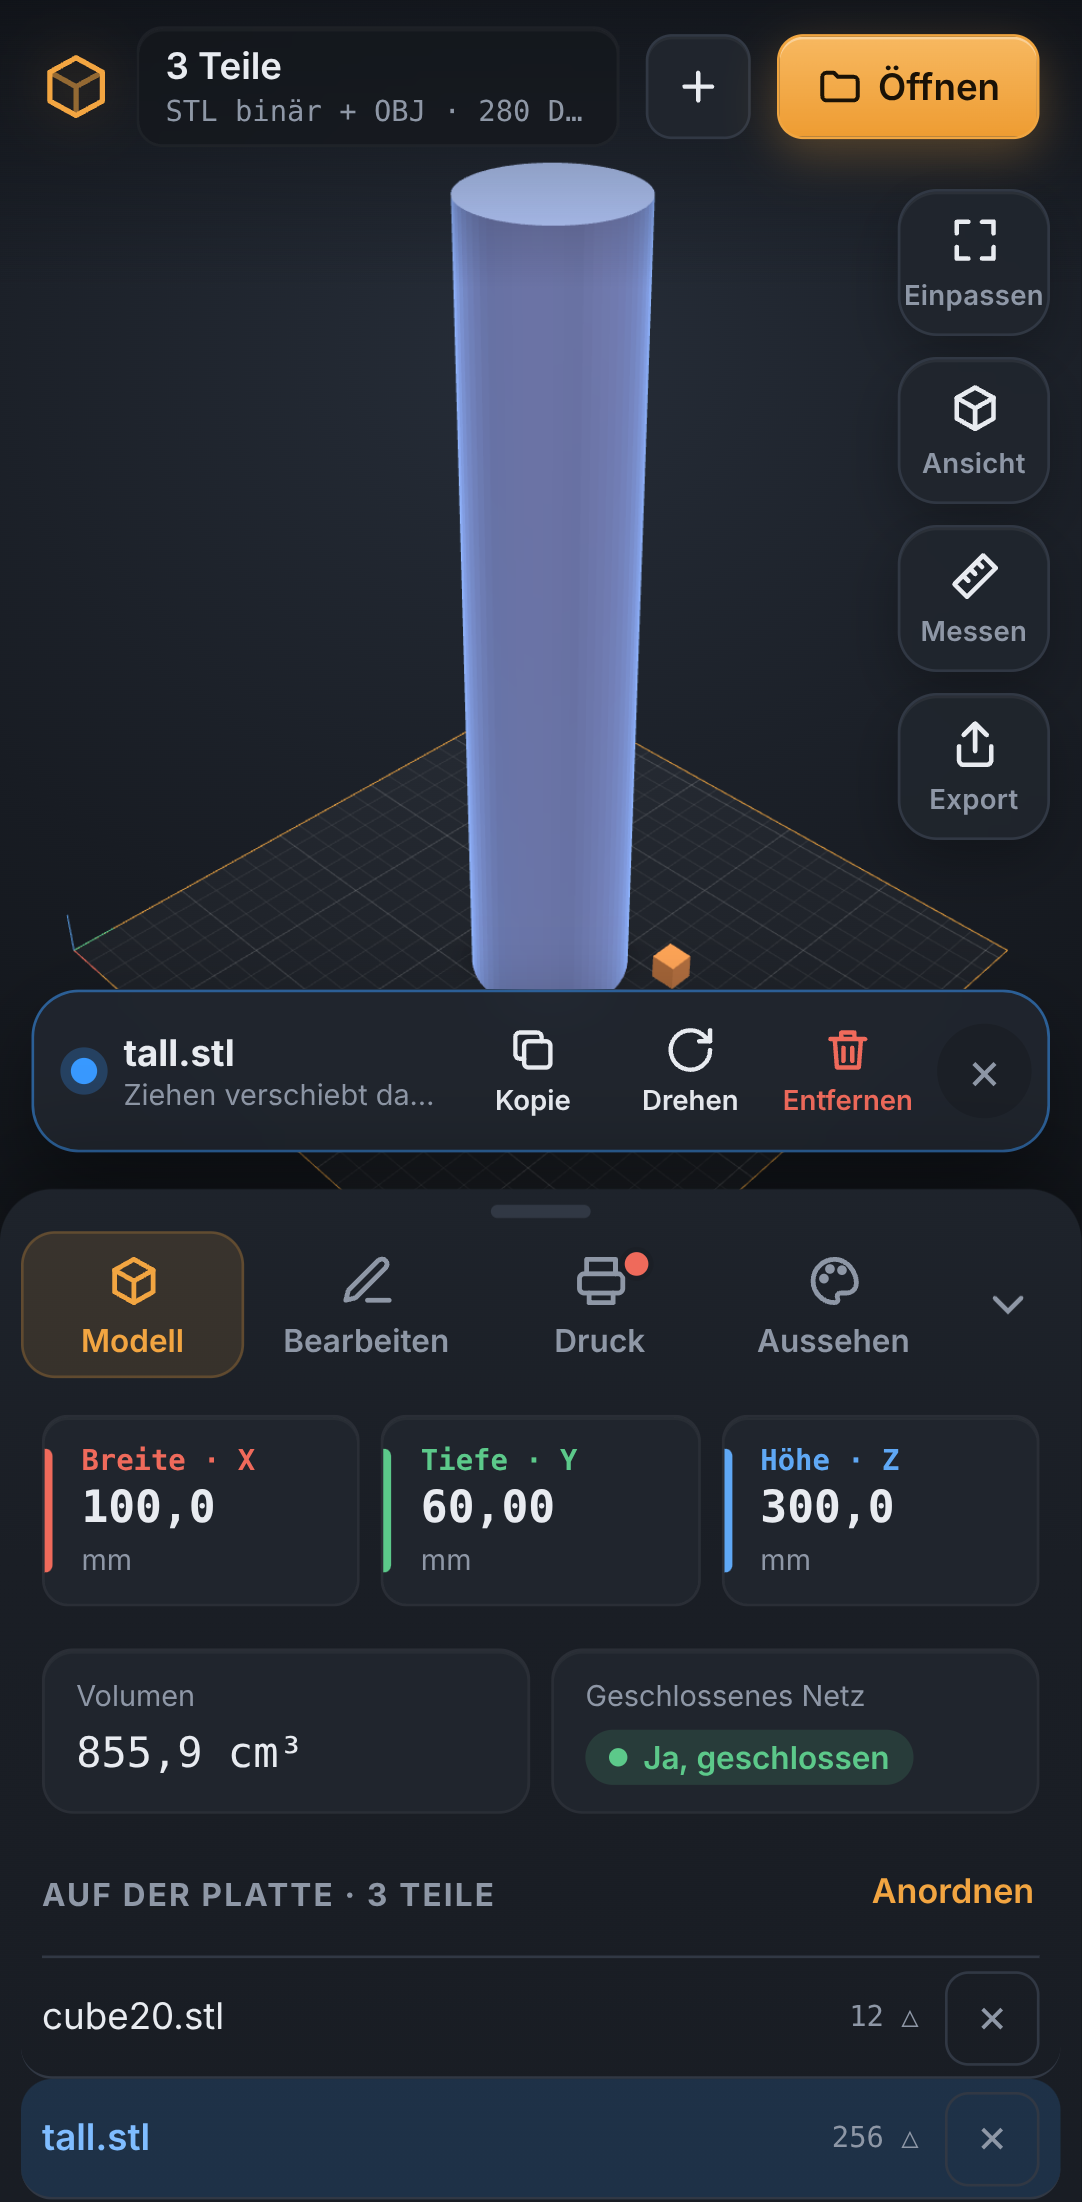 3 Teile
STL binär + OBJ · 280 D…
Öffnen
Einpassen
Ansicht
Messen
Export
tall.stl
Ziehen verschiebt da…
Kopie
Drehen
Entfernen
Modell
Bearbeiten
Druck
Aussehen
Breite · X
100,0
mm
Tiefe · Y
60,00
mm
Höhe · Z
300,0
mm
Volumen
855,9 cm³
Geschlossenes Netz
Ja, geschlossen
AUF DER PLATTE · 3 TEILE
Anordnen
cube20.stl
12 △
tall.stl
256 △